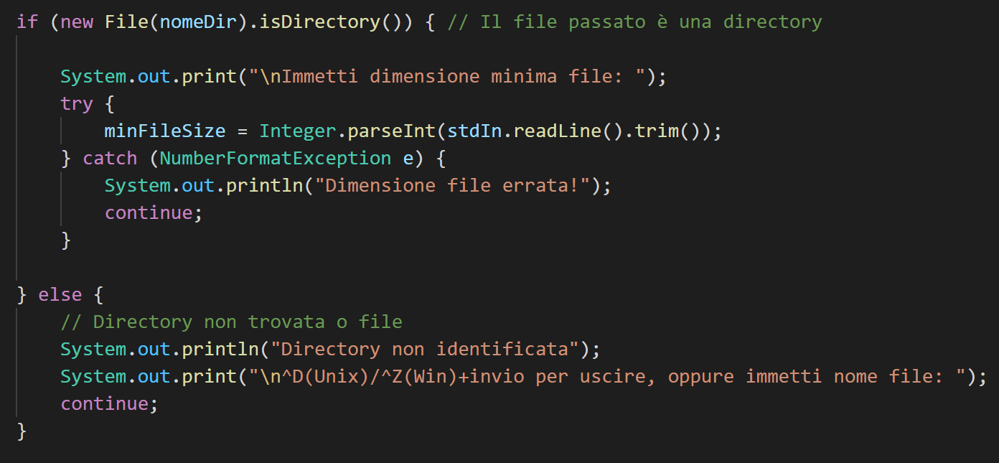 if (new File(nomeDir).isDirectory()) { // Il file passato è una directory
System.out.print("\nImmetti dimensione minima file: ");
try {
minFileSize = Integer.parseInt(stdIn.readLine().trim());
} catch (NumberFormatException e) {
System.out.println("Dimensione file errata!");
continue;
}
} else {
// Directory non trovata o file
System.out.println("Directory non identificata");
System.out.print("\n^D(Unix)/^Z(Win)+invio per uscire, oppure immetti nome file: ");
continue;
}